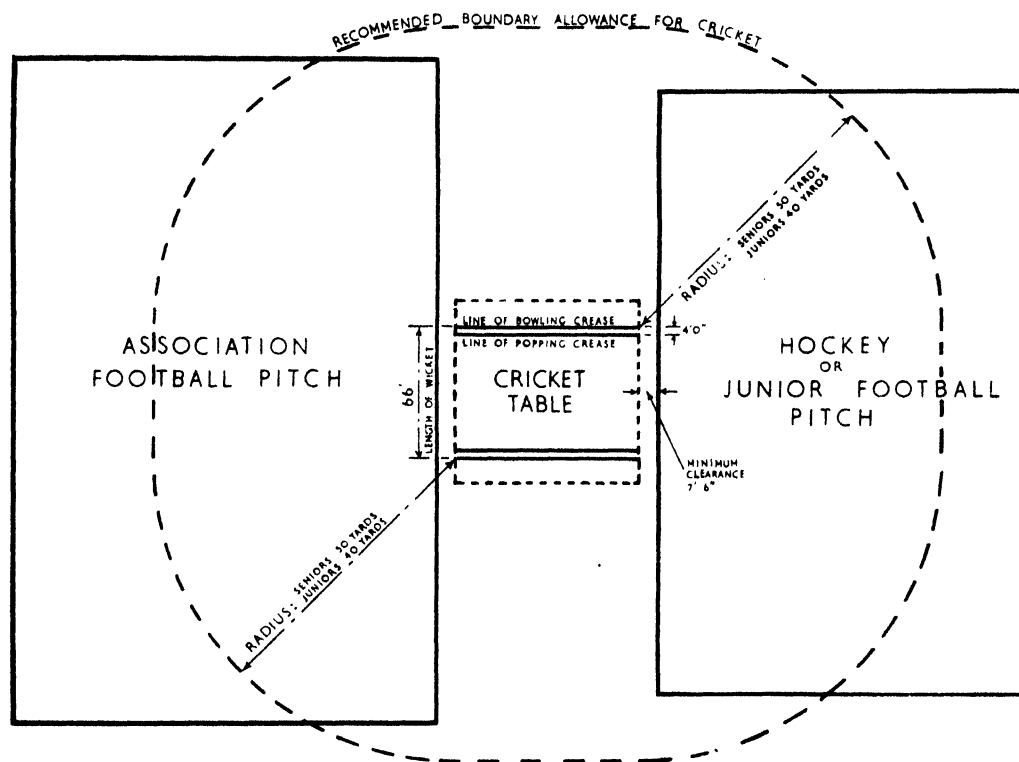 RECOMMENDED BOUNDARY ALLOWANCE FOR CRICKET
RADIUS: SENIORS 50 YARDS
JUNIORS 40 YARDS
LINE OF BOWLING CREASE
4'0"
LINE OF POPPING CREASE
ASSOCIATION
FOOTBALL PITCH
66'
LENGTH OF WICKET
CRICKET
TABLE
HOCKEY
OR
JUNIOR FOOTBALL
PITCH
MINIMUM
CLEARANCE
7' 6"
RADIUS: SENIORS 50 YARDS
JUNIORS 40 YARDS